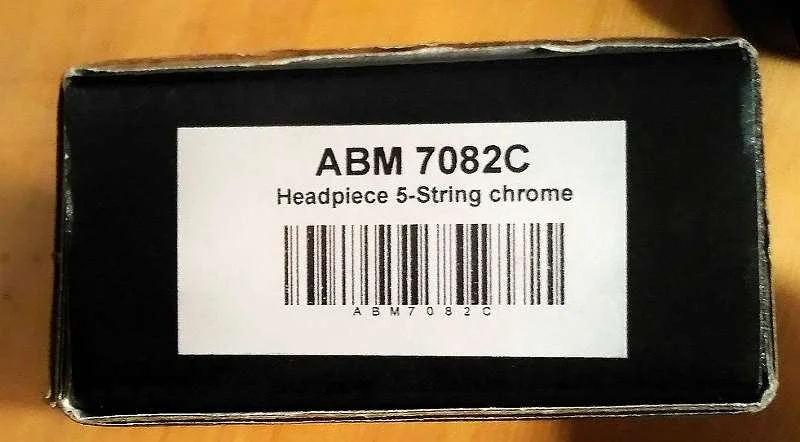 ABM 7082C
Headpiece 5-String chrome
ABM7082C